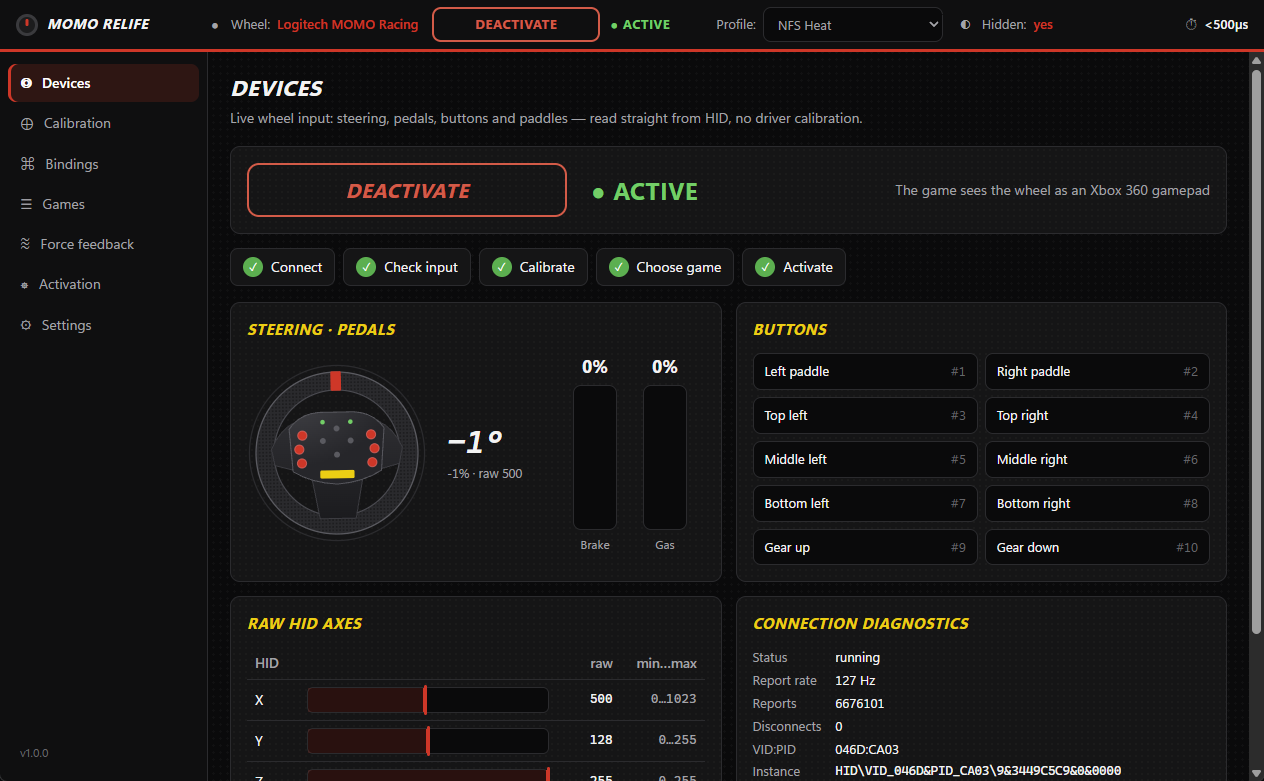 MOMO RELIFE
Wheel: Logitech MOMO Racing
DEACTIVATE
ACTIVE
Profile: NFS Heat
Hidden: yes
<500µs
Devices
Calibration
Bindings
Games
Force feedback
Activation
Settings
v1.0.0
DEVICES
Live wheel input: steering, pedals, buttons and paddles — read straight from HID, no driver calibration.
DEACTIVATE
ACTIVE
The game sees the wheel as an Xbox 360 gamepad
Connect
Check input
Calibrate
Choose game
Activate
STEERING · PEDALS
−1°
-1% · raw 500
0%
Brake
0%
Gas
BUTTONS
Left paddle #1
Right paddle #2
Top left #3
Top right #4
Middle left #5
Middle right #6
Bottom left #7
Bottom right #8
Gear up #9
Gear down #10
RAW HID AXES
HID raw min…max
X 500 0…1023
Y 128 0…255
Z 255 0…255
CONNECTION DIAGNOSTICS
Status running
Report rate 127 Hz
Reports 6676101
Disconnects 0
VID:PID 046D:CA03
Instance HID\VID_046D&PID_CA03\9&3449C5C9&0&0000